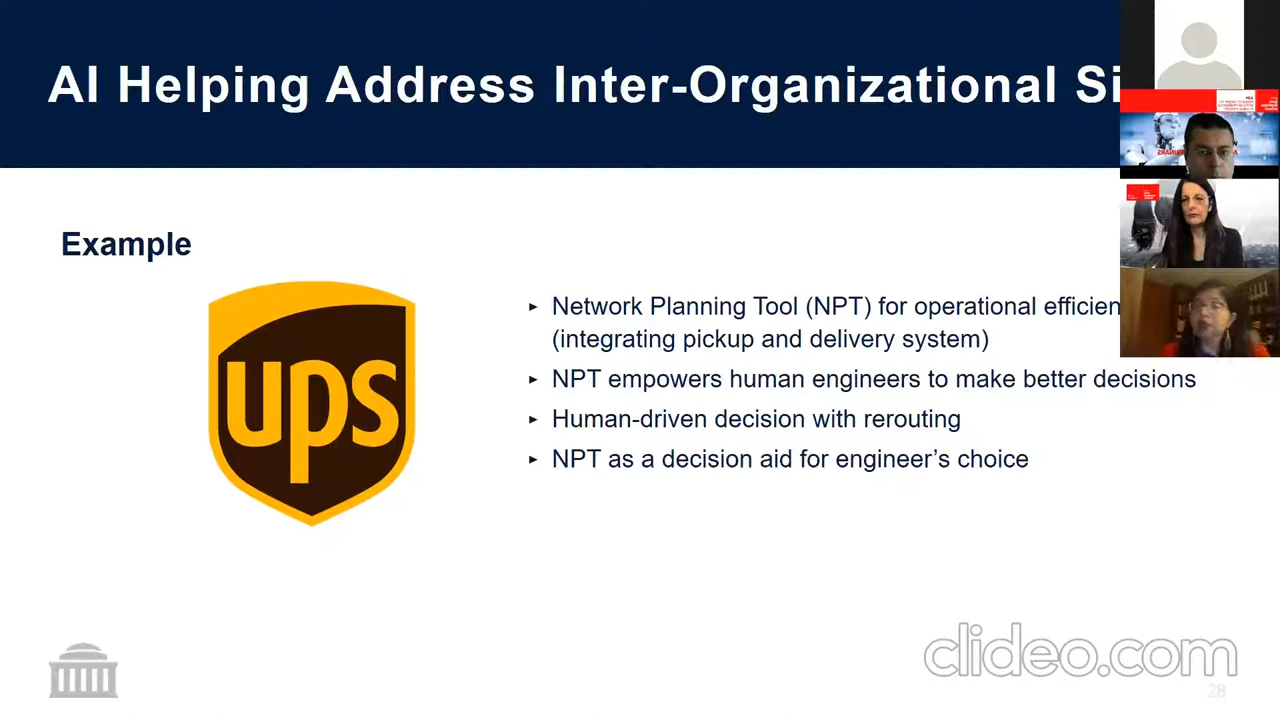 AI Helping Address Inter-Organizational
Example
ups
Network Planning Tool (NPT) for operational
(integrating pickup and delivery system)
NPT empowers human engineers to make better decisions
Human-driven decision with rerouting
NPT as a decision aid for engineer’s choice
clideo.com
28